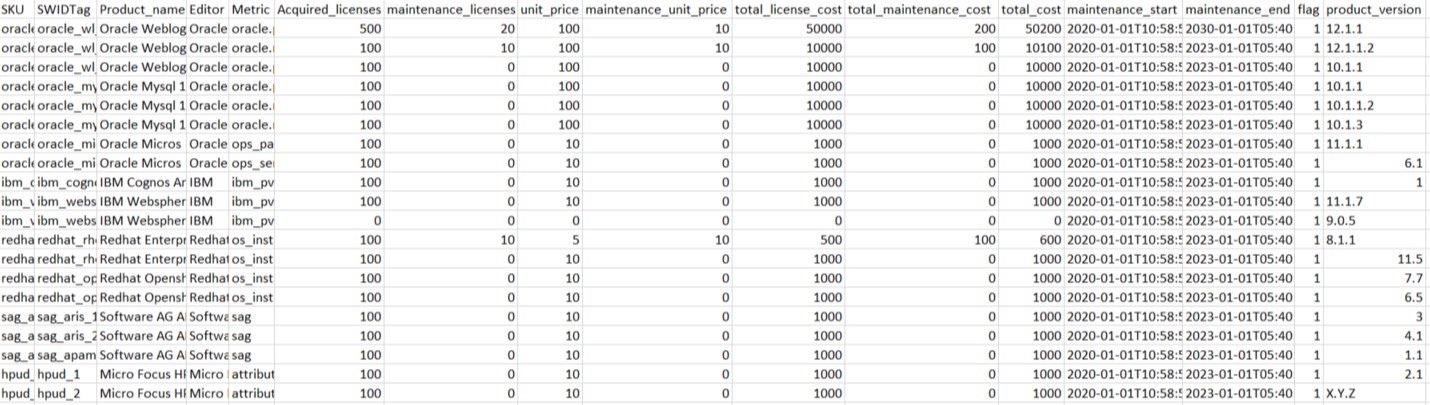 SKU SWIDTag Product_name Editor Metric Acquired_licenses maintenance_licenses unit_price maintenance_unit_price total_license_cost total_maintenance_cost total_cost maintenance_start maintenance_end flag product_version
oracle oracle_wl Oracle Weblog Oracle oracle. 500 20 100 10 50000 200 50200 2020-01-01T10:58:5 2030-01-01T05:40 1 12.1.1
oracle oracle_wl Oracle Weblog Oracle oracle. 100 10 100 10 10000 100 10100 2020-01-01T10:58:5 2023-01-01T05:40 1 12.1.1.2
oracle oracle_wl Oracle Weblog Oracle oracle. 100 0 100 0 10000 0 10000 2020-01-01T10:58:5 2023-01-01T05:40 1 10.1.1
oracle oracle_my Oracle Mysql 1 Oracle oracle. 100 0 100 0 10000 0 10000 2020-01-01T10:58:5 2023-01-01T05:40 1 10.1.1
oracle oracle_my Oracle Mysql 1 Oracle oracle. 100 0 100 0 10000 0 10000 2020-01-01T10:58:5 2023-01-01T05:40 1 10.1.1.2
oracle oracle_my Oracle Mysql 1 Oracle oracle. 100 0 100 0 10000 0 10000 2020-01-01T10:58:5 2023-01-01T05:40 1 10.1.3
oracle oracle_mi Oracle Micros Oracle ops_pa 100 0 10 0 1000 0 1000 2020-01-01T10:58:5 2023-01-01T05:40 1 11.1.1
oracle oracle_mi Oracle Micros Oracle ops_se 100 0 10 0 1000 0 1000 2020-01-01T10:58:5 2023-01-01T05:40 1 6.1
ibm_c ibm_cogn IBM Cognos Ar IBM ibm_pv 100 0 10 0 1000 0 1000 2020-01-01T10:58:5 2023-01-01T05:40 1 1
ibm_v ibm_webs IBM Webspher IBM ibm_pv 100 0 10 0 1000 0 1000 2020-01-01T10:58:5 2023-01-01T05:40 1 11.1.7
ibm_v ibm_webs IBM Webspher IBM ibm_pv 0 0 0 0 0 0 0 2020-01-01T10:58:5 2023-01-01T05:40 1 9.0.5
redha redhat_rh Redhat Enterpr Redhat os_inst 100 10 5 10 500 100 600 2020-01-01T10:58:5 2023-01-01T05:40 1 8.1.1
redha redhat_rh Redhat Enterpr Redhat os_inst 100 0 10 0 1000 0 1000 2020-01-01T10:58:5 2023-01-01T05:40 1 11.5
redha redhat_op Redhat Opensh Redhat os_inst 100 0 10 0 1000 0 1000 2020-01-01T10:58:5 2023-01-01T05:40 1 7.7
redha redhat_op Redhat Opensh Redhat os_inst 100 0 10 0 1000 0 1000 2020-01-01T10:58:5 2023-01-01T05:40 1 6.5
sag_a sag_aris_1 Software AG A Softwa sag 100 0 10 0 1000 0 1000 2020-01-01T10:58:5 2023-01-01T05:40 1 3
sag_a sag_aris_2 Software AG A Softwa sag 100 0 10 0 1000 0 1000 2020-01-01T10:58:5 2023-01-01T05:40 1 4.1
sag_a sag_apam Software AG A Softwa sag 100 0 10 0 1000 0 1000 2020-01-01T10:58:5 2023-01-01T05:40 1 1.1
hpud_ hpud_1 Micro Focus HP Micro attribut 100 0 10 0 1000 0 1000 2020-01-01T10:58:5 2023-01-01T05:40 1 2.1
hpud_ hpud_2 Micro Focus HP Micro attribut 100 0 10 0 1000 0 1000 2020-01-01T10:58:5 2023-01-01T05:40 1 X.Y.Z